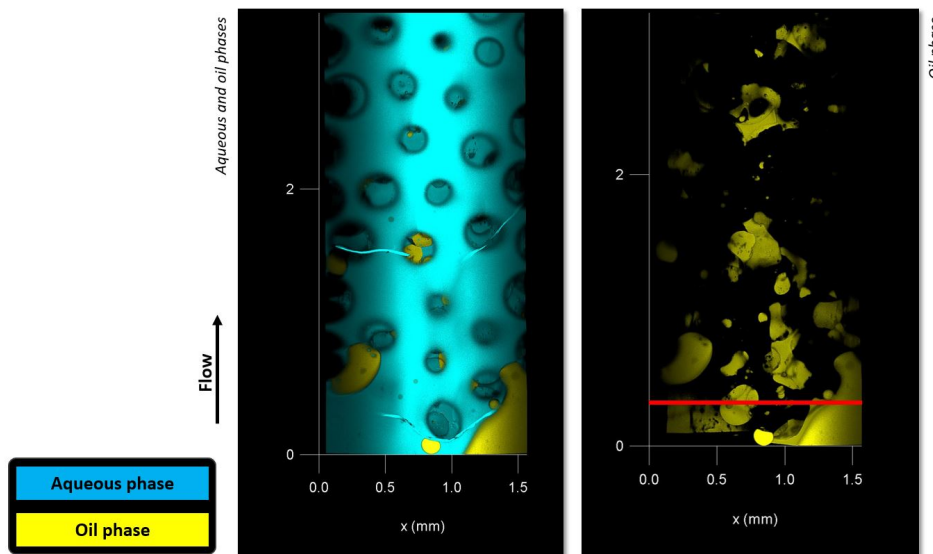 Aqueous and oil phases
2
0
0.0 0.5 1.0 1.5
x (mm)
Flow
Aqueous phase
Oil phase
2
0
0.0 0.5 1.0 1.5
x (mm)